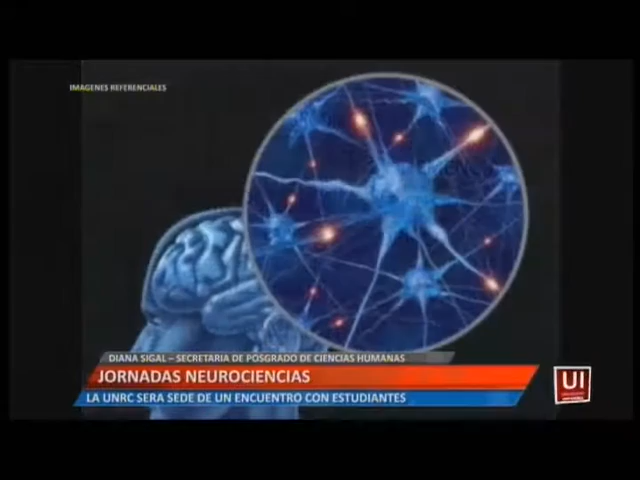 IMAGENES REFERENCIALES
DIANA SIGAL – SECRETARIA DE POSGRADO DE CIENCIAS HUMANAS
JORNADAS NEUROCIENCIAS
UI
LA UNRC SERA SEDE DE UN ENCUENTRO CON ESTUDIANTES